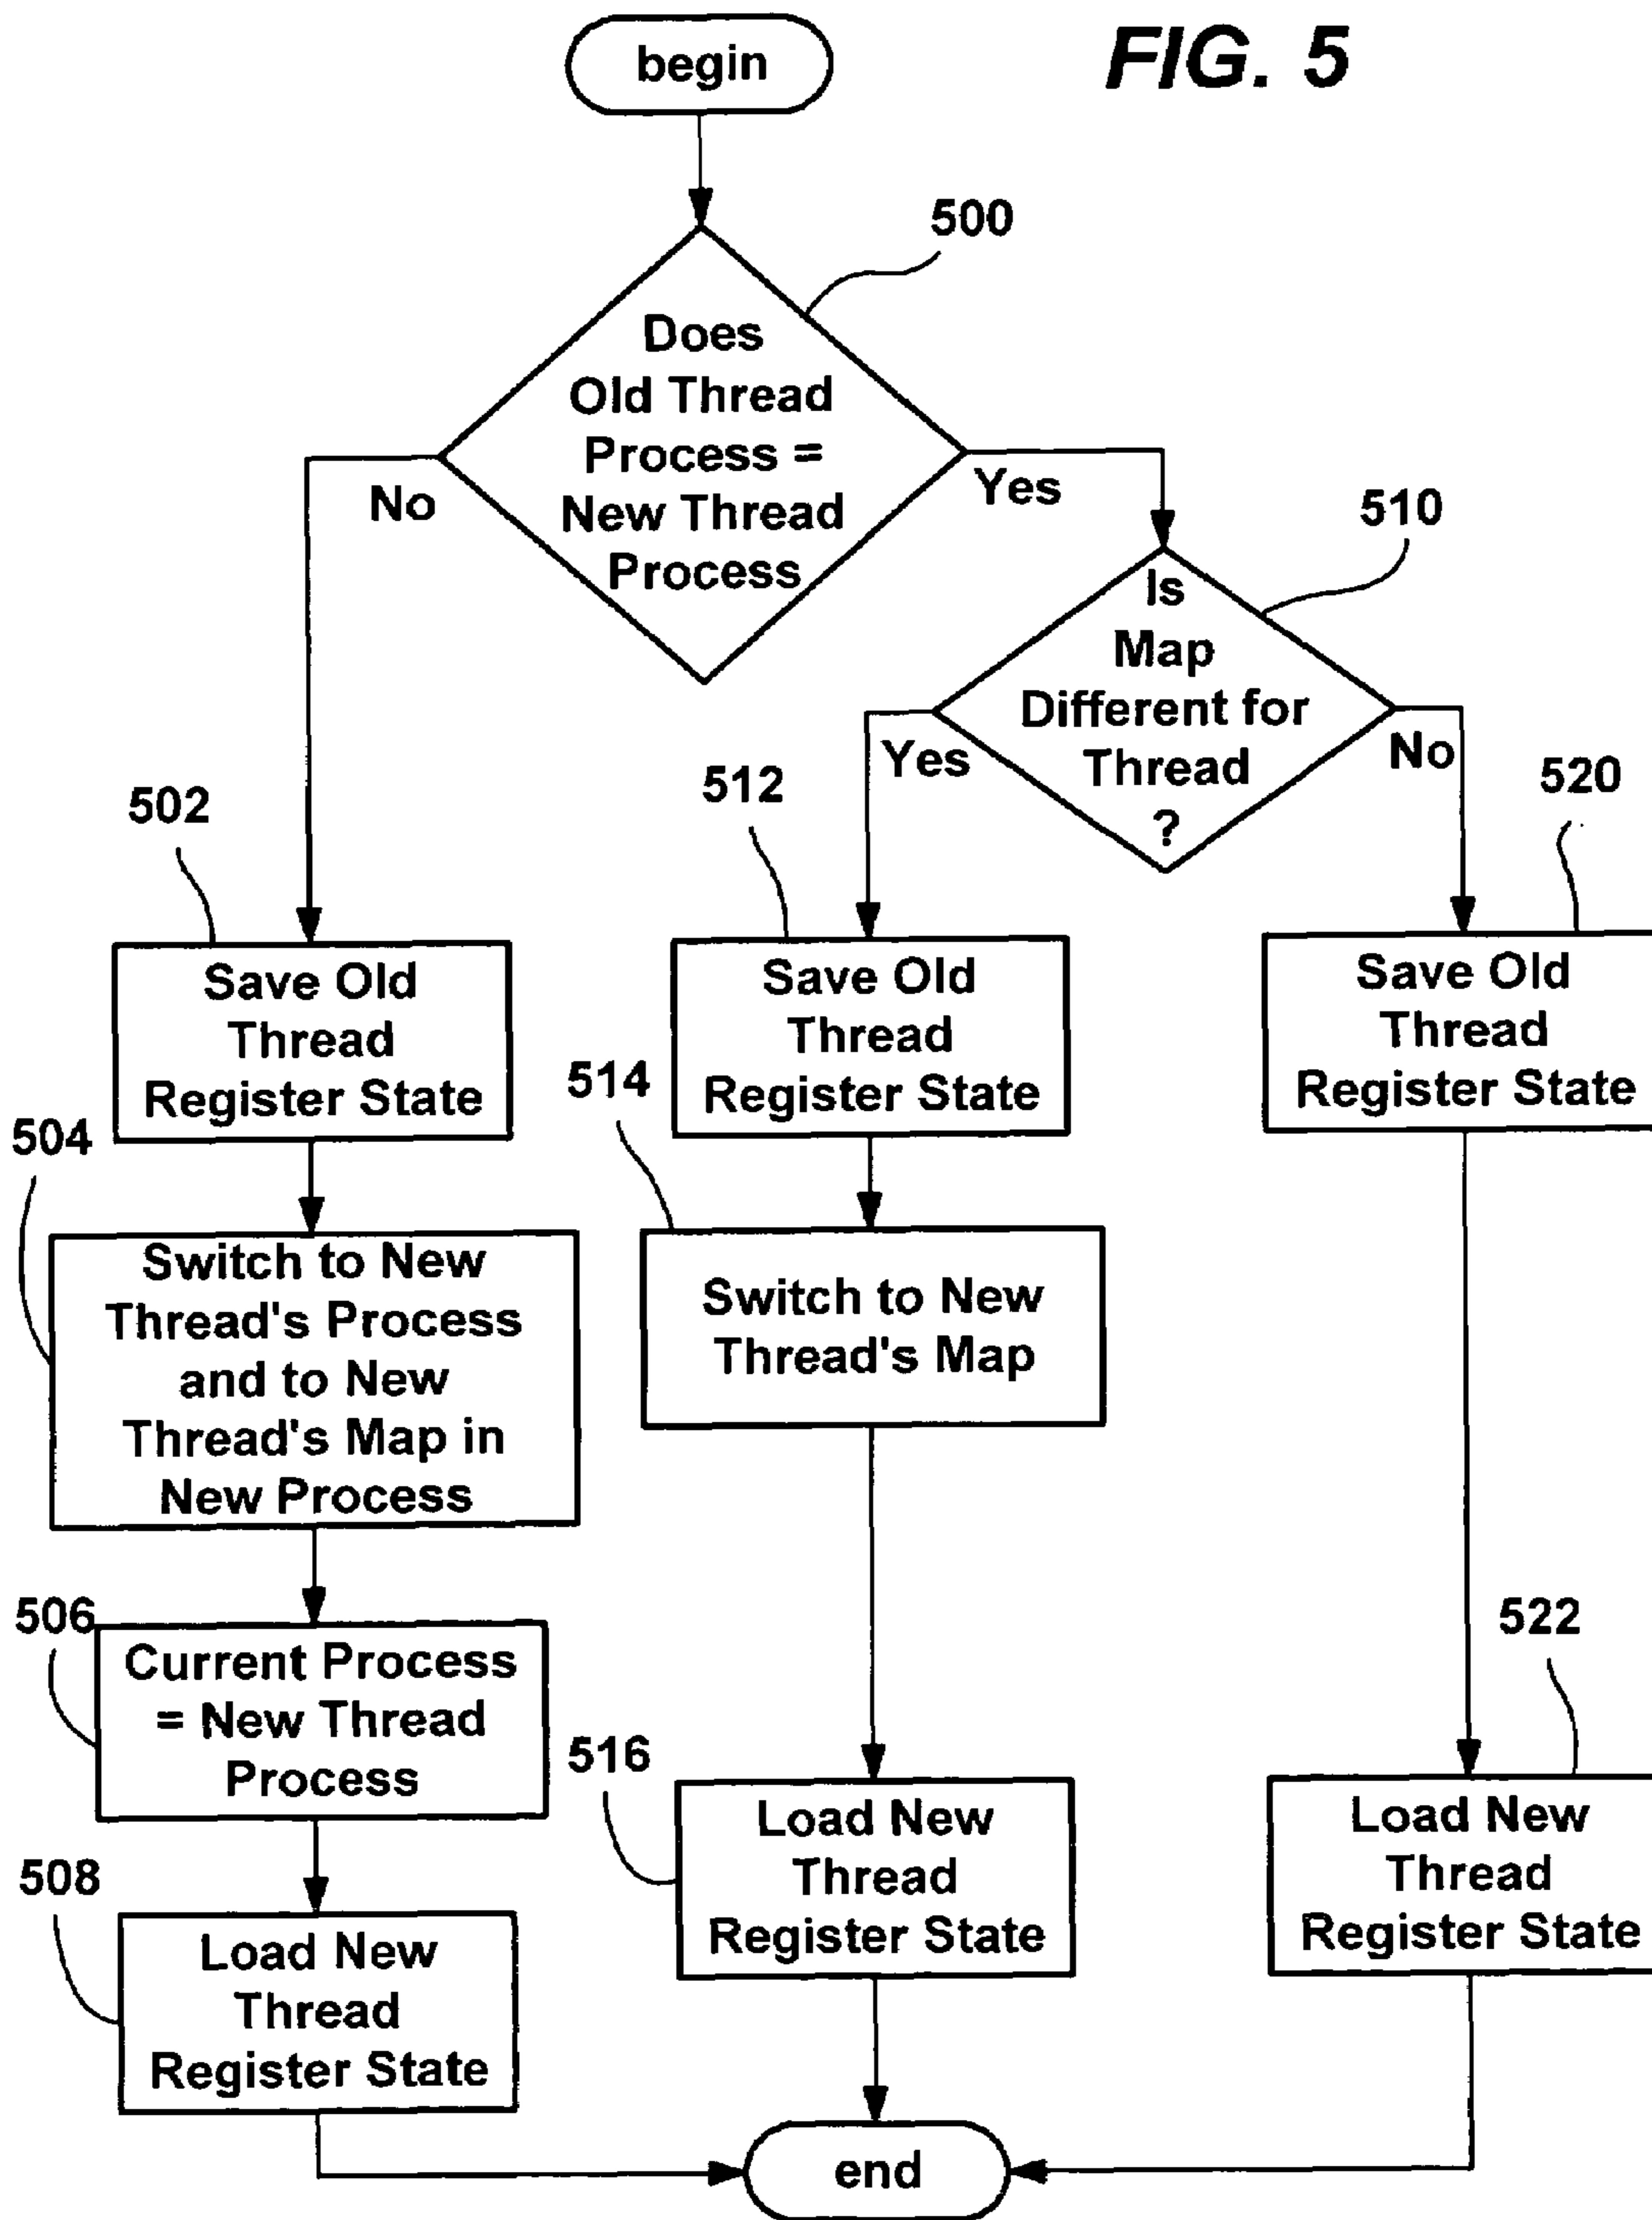 FIG. 5
begin
500
Does
Old Thread
Process =
New Thread
Process
No
Yes
510
Is
Map
Different for
Thread
?
Yes
No
502
Save Old
Thread
Register State
504
Switch to New
Thread's Process
and to New
Thread's Map in
New Process
506
Current Process
= New Thread
Process
508
Load New
Thread
Register State
512
Save Old
Thread
Register State
514
Switch to New
Thread's Map
516
Load New
Thread
Register State
520
Save Old
Thread
Register State
522
Load New
Thread
Register State
end